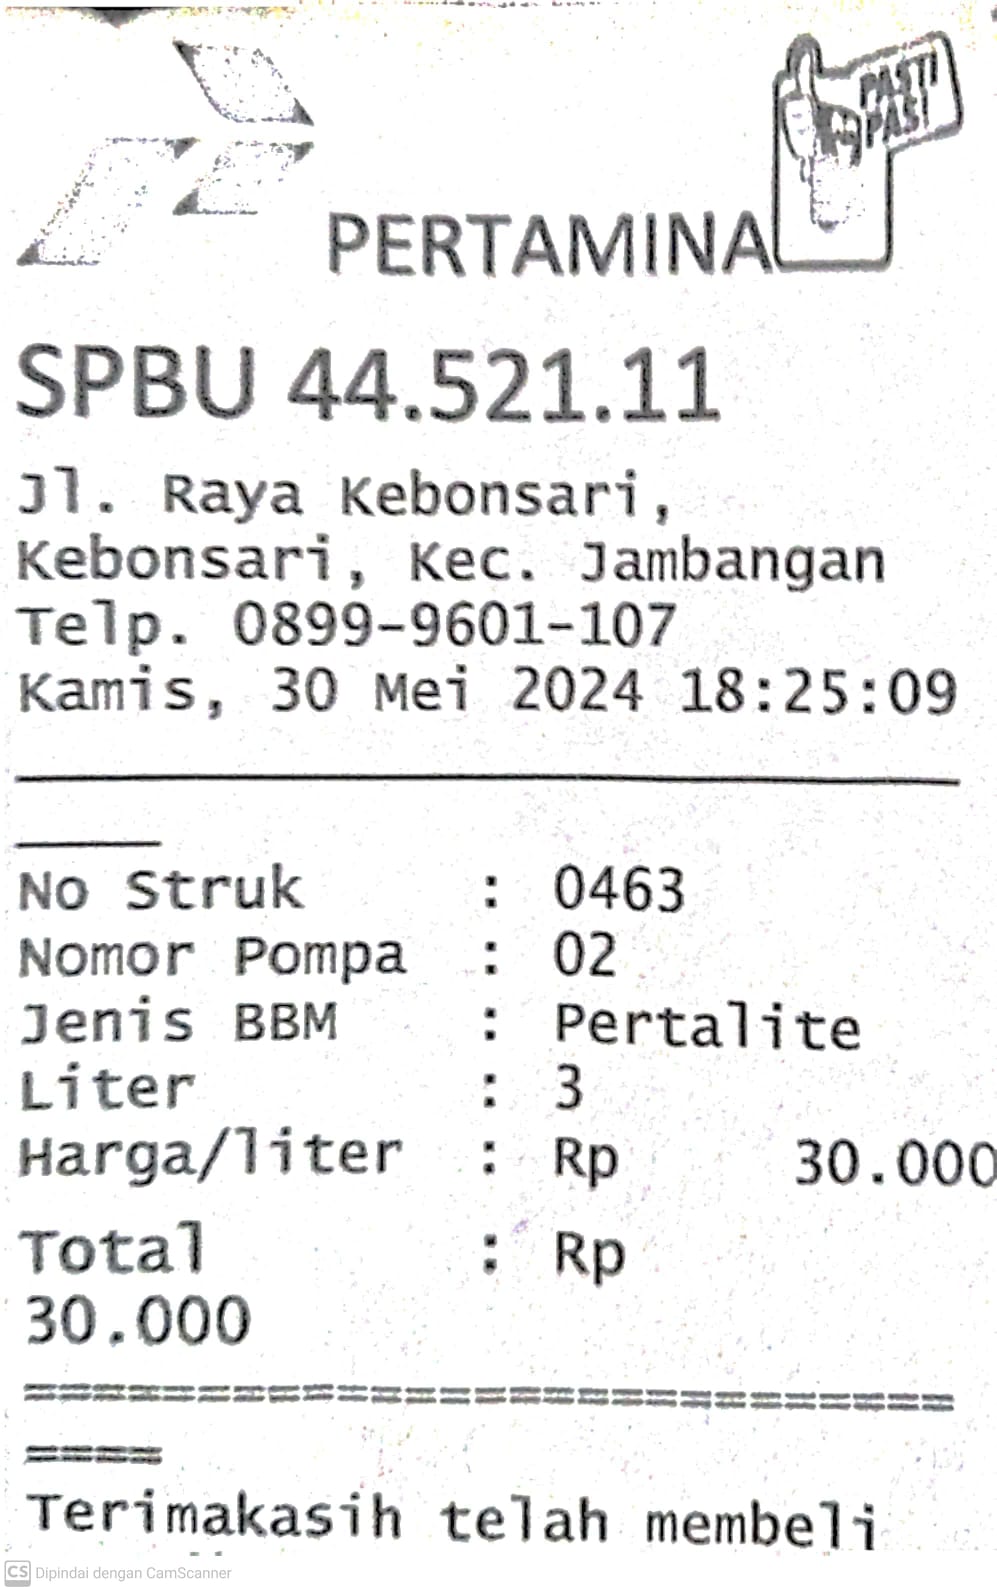 PASTI
PAS!
PERTAMINA
SPBU 44.521.11
Jl. Raya Kebonsari,
Kebonsari, Kec. Jambangan
Telp. 0899-9601-107
Kamis, 30 Mei 2024 18:25:09
No Struk : 0463
Nomor Pompa : 02
Jenis BBM : Pertalite
Liter : 3
Harga/liter : Rp 30.000
Total : Rp
30.000
===========================
====
Terimakasih telah membeli
CS Dipindai dengan CamScanner